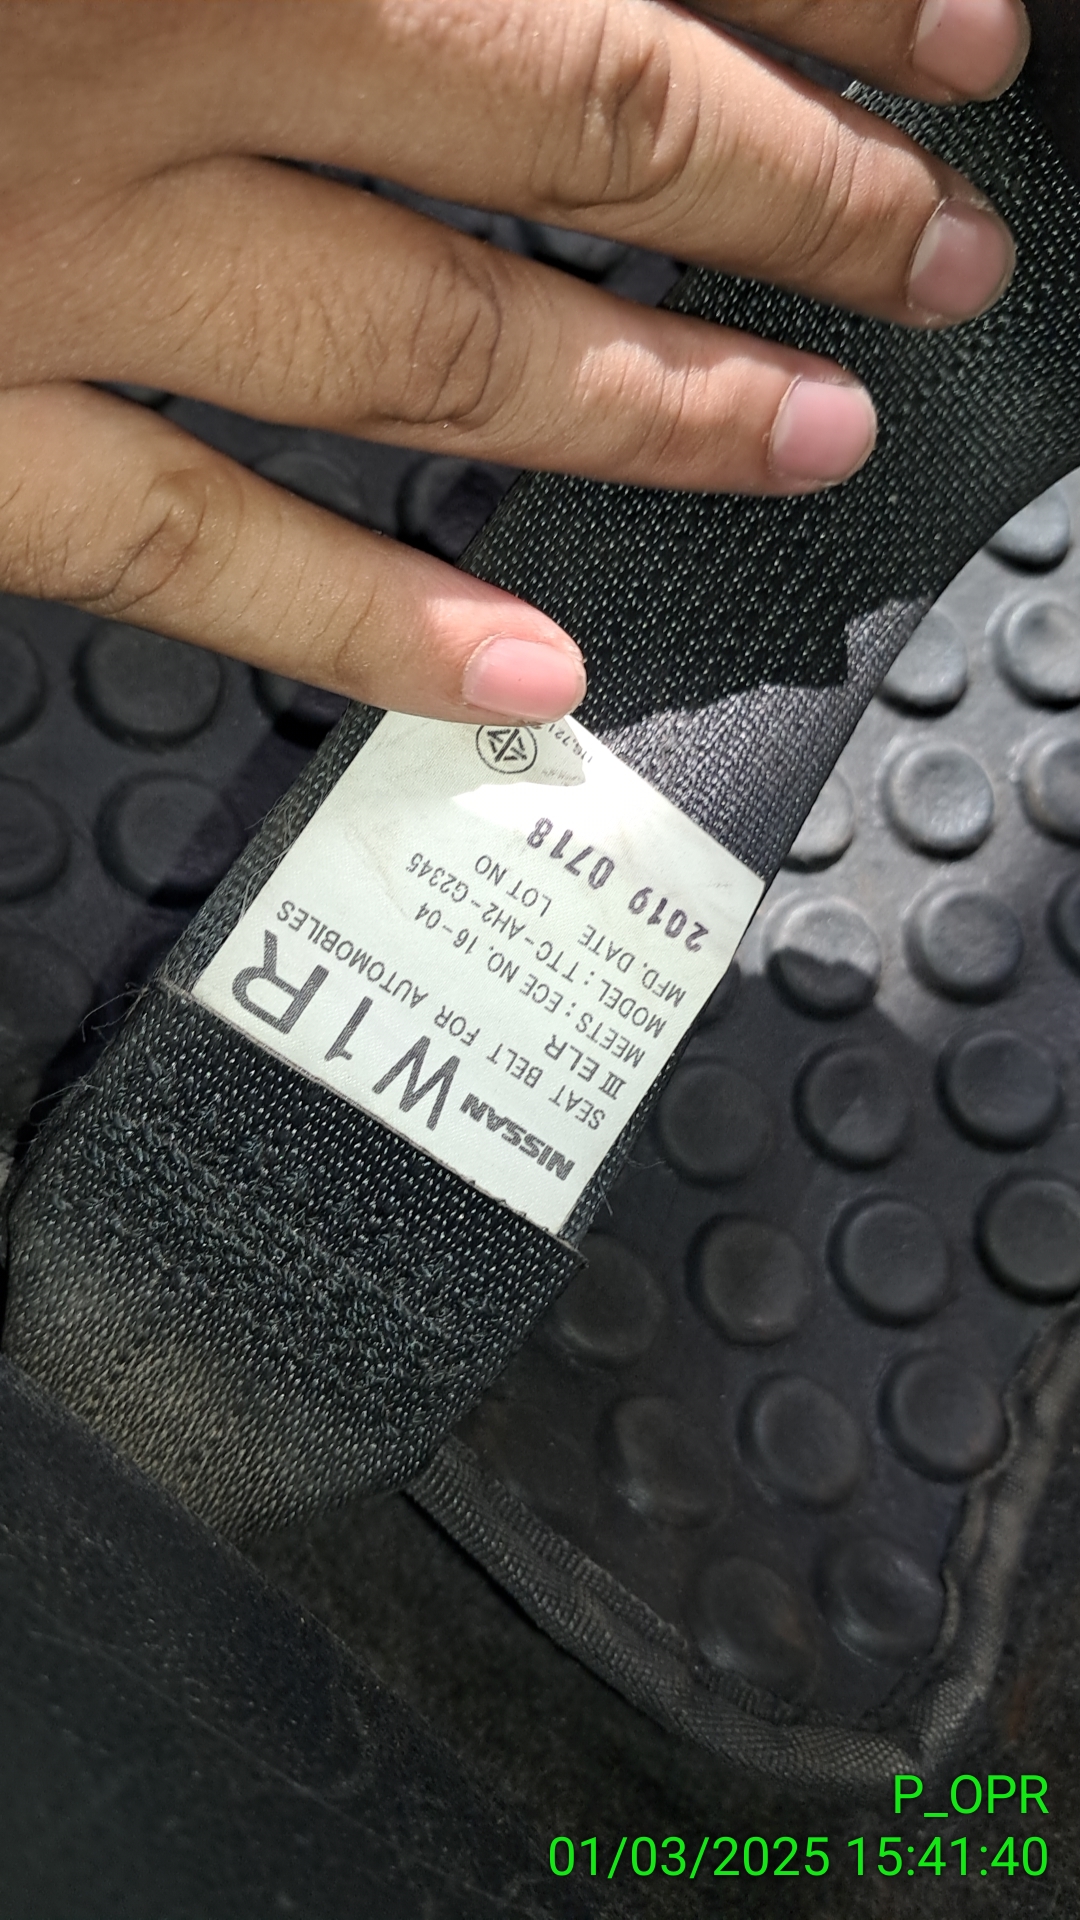 NISSAN W 1 R
SEAT BELT FOR AUTOMOBILES
III ELR
MEETS : ECE NO. 16-04
MODEL : TTC-AH2-G2345
MFD. DATE LOT NO
2019 0718
P_OPR
01/03/2025 15:41:40